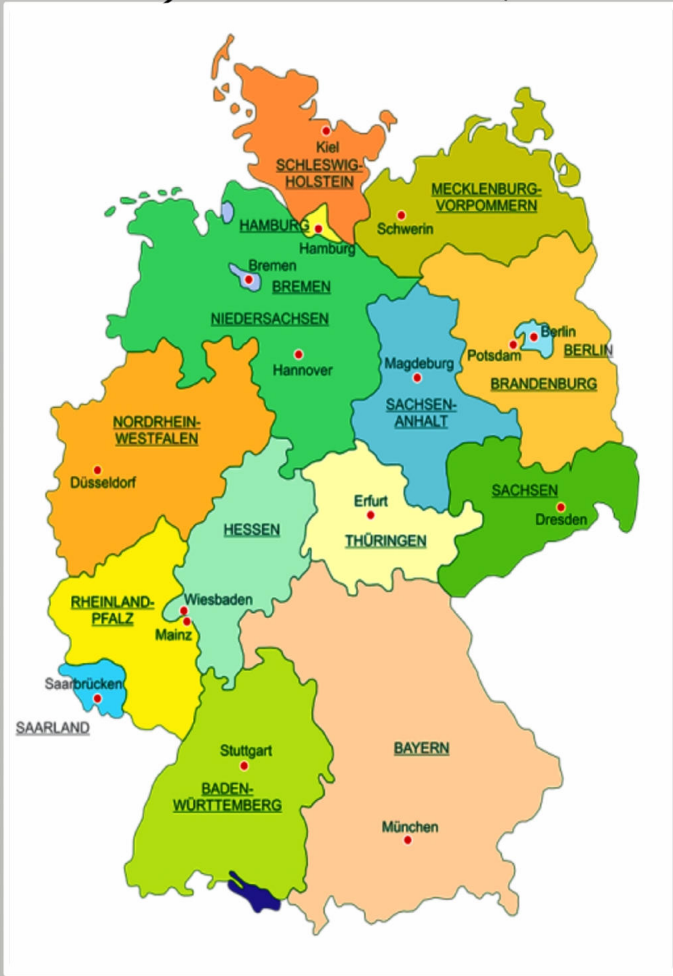 Kiel
SCHLESWIG-
HOLSTEIN
MECKLENBURG-
VORPOMMERN
Schwerin
HAMBURG
Hamburg
Bremen
BREMEN
NIEDERSACHSEN
Hannover
Berlin
BERLIN
Potsdam
BRANDENBURG
Magdeburg
SACHSEN-
ANHALT
NORDRHEIN-
WESTFALEN
Düsseldorf
HESSEN
Erfurt
THÜRINGEN
SACHSEN
Dresden
Wiesbaden
RHEINLAND-
PFALZ
Mainz
Saarbrücken
SAARLAND
Stuttgart
BADEN-
WÜRTTEMBERG
BAYERN
München